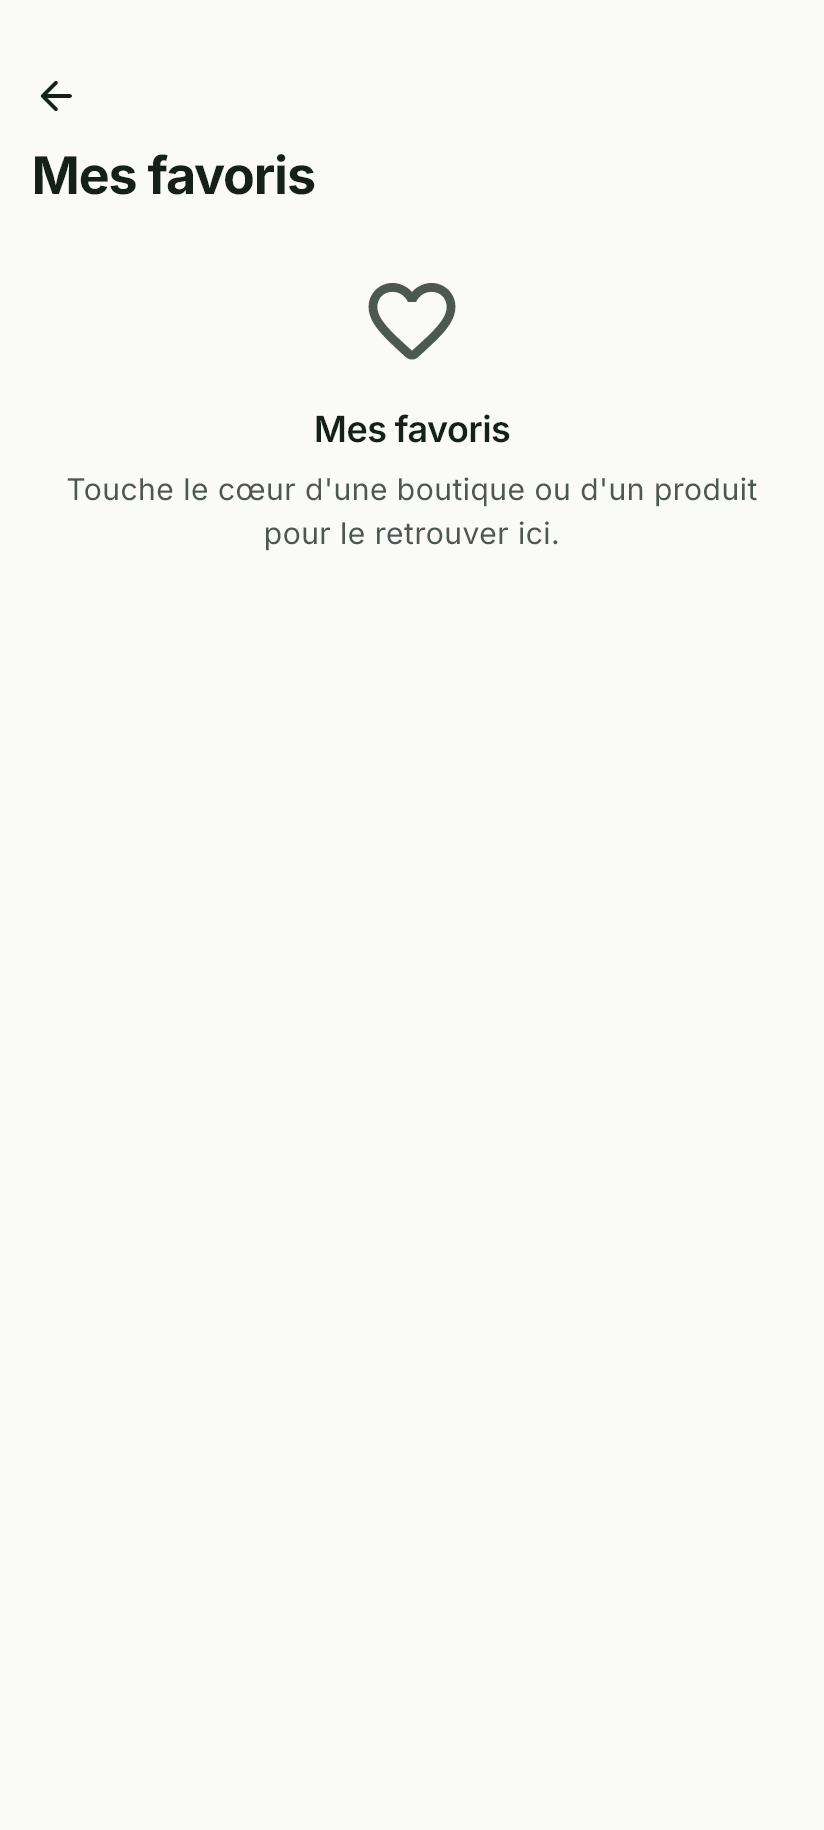 Mes favoris
Mes favoris
Touche le cœur d'une boutique ou d'un produit
pour le retrouver ici.